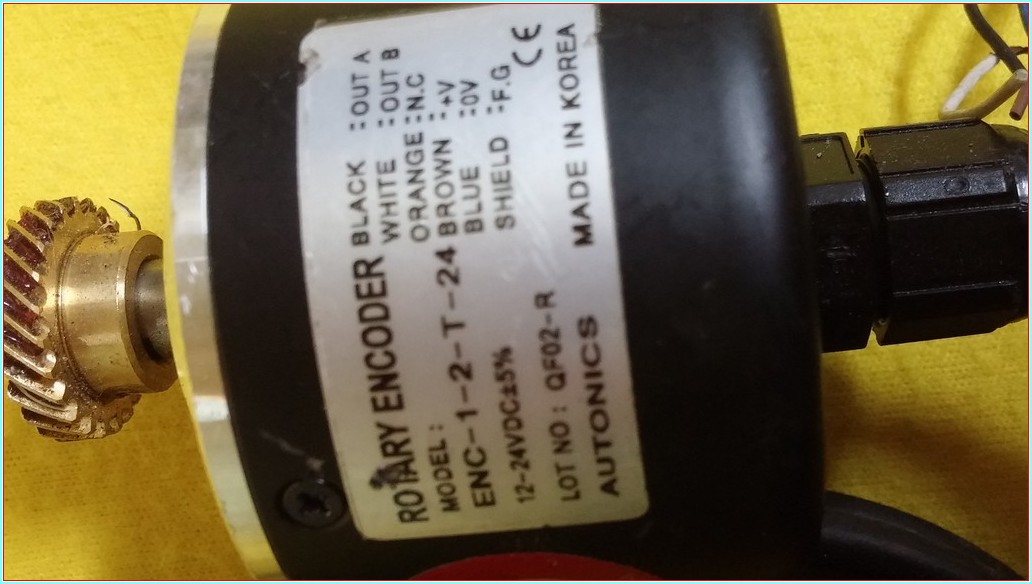 ROTARY ENCODER
MODEL :
ENC-1-2-T-24
12-24VDC±5%
LOT NO : QF02-R
AUTONICS
BLACK :OUT A
WHITE :OUT B
ORANGE :N.C
BROWN :+V
BLUE :0V
SHIELD :F.G
CE
MADE IN KOREA